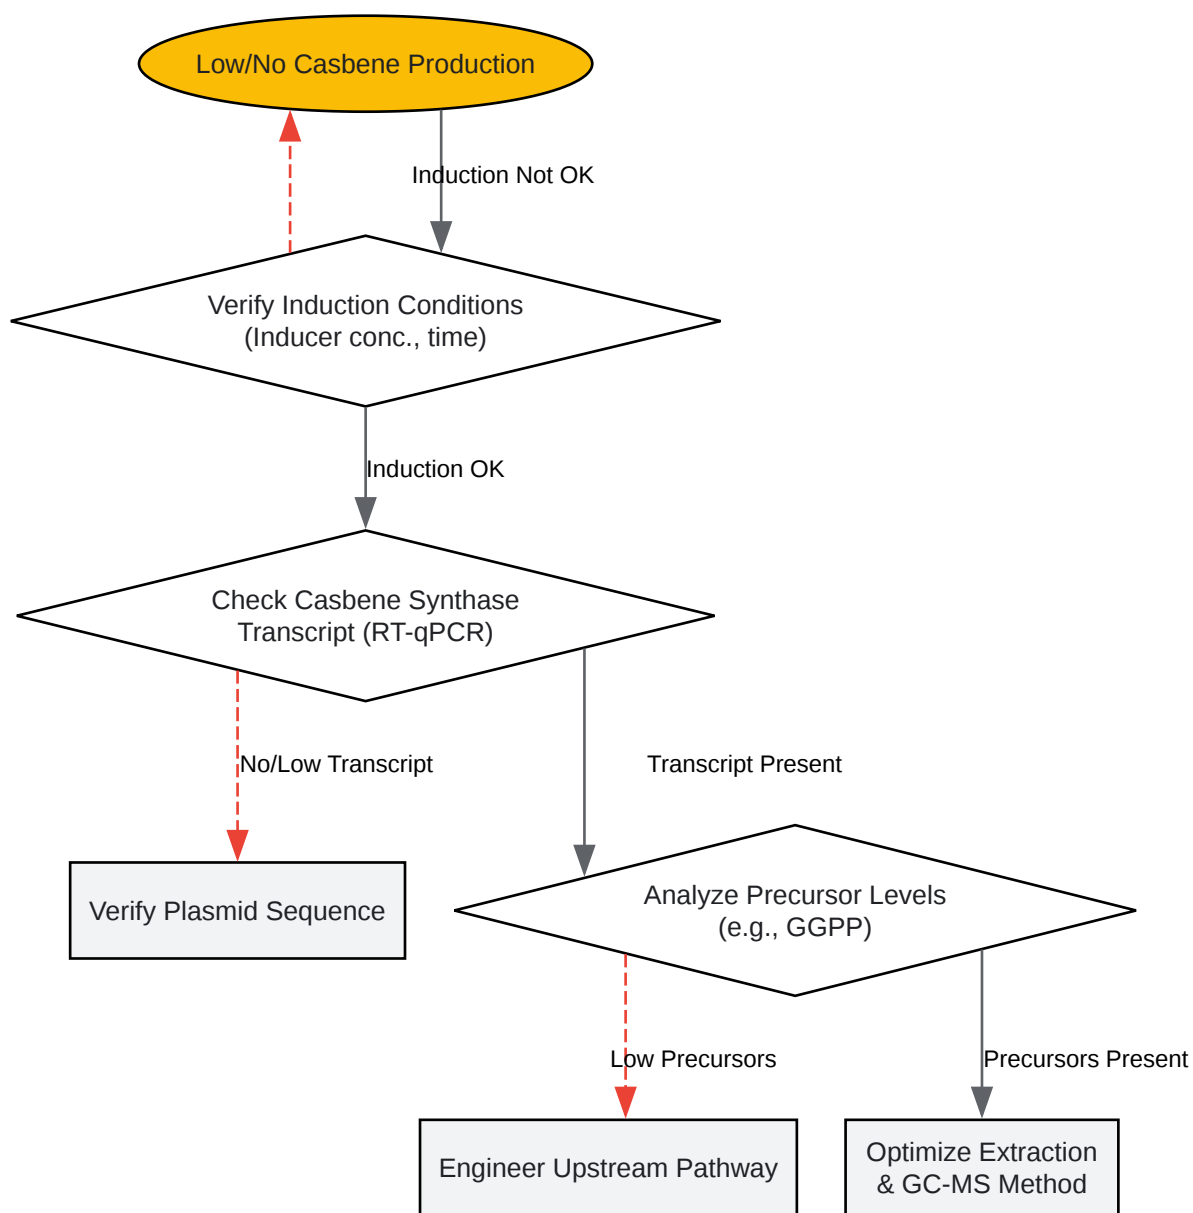 Low/No Casbene Production
Induction Not OK
Verify Induction Conditions
(Inducer conc., time)
Induction OK
Check Casbene Synthase
Transcript (RT-qPCR)
No/Low Transcript
Transcript Present
Verify Plasmid Sequence
Analyze Precursor Levels
(e.g., GGPP)
Low Precursors
Precursors Present
Engineer Upstream Pathway
Optimize Extraction
& GC-MS Method